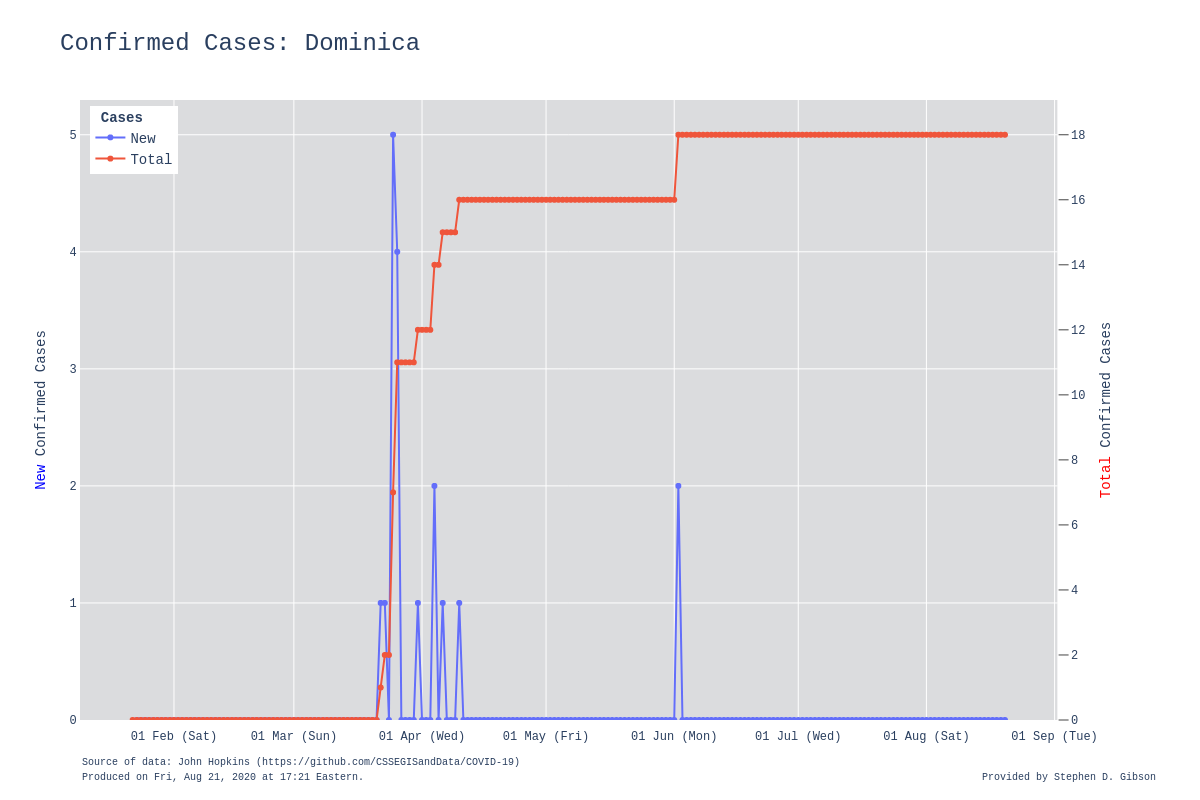 Confirmed Cases: Dominica
Cases
New
Total
5
4
3
2
1
0
New Confirmed Cases
18
16
14
12
10
8
6
4
2
0
Total Confirmed Cases
01 Feb (Sat) 01 Mar (Sun) 01 Apr (Wed) 01 May (Fri) 01 Jun (Mon) 01 Jul (Wed) 01 Aug (Sat) 01 Sep (Tue)
Source of data: John Hopkins (https://github.com/CSSEGISandData/COVID-19)
Produced on Fri, Aug 21, 2020 at 17:21 Eastern.
Provided by Stephen D. Gibson